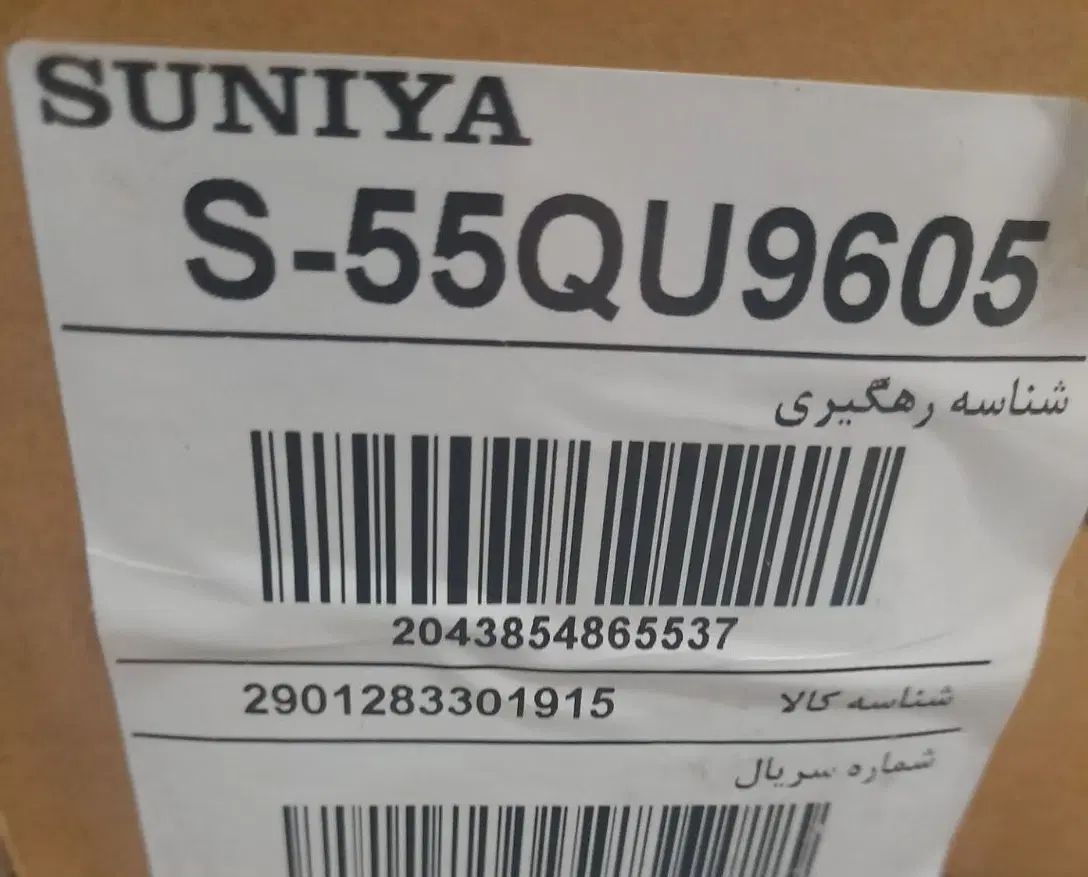 SUNIYA
S-55QU9605
شناسه رهگیری
2043854865537
شناسه کالا 2901283301915
شماره سریال